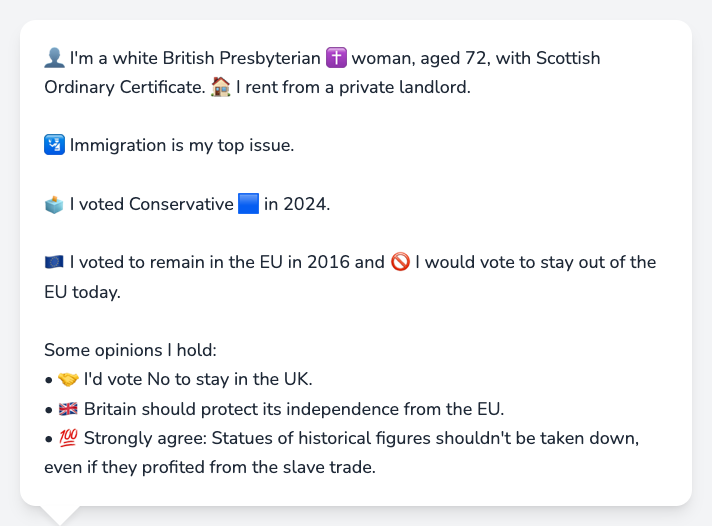 👤 I'm a white British Presbyterian ✝️ woman, aged 72, with Scottish
Ordinary Certificate. 🏠 I rent from a private landlord.
🛂 Immigration is my top issue.
🗳️ I voted Conservative 🟦 in 2024.
🇪🇺 I voted to remain in the EU in 2016 and 🚫 I would vote to stay out of the
EU today.
Some opinions I hold:
• 🤝 I'd vote No to stay in the UK.
• 🇬🇧 Britain should protect its independence from the EU.
• 💯 Strongly agree: Statues of historical figures shouldn't be taken down,
even if they profited from the slave trade.